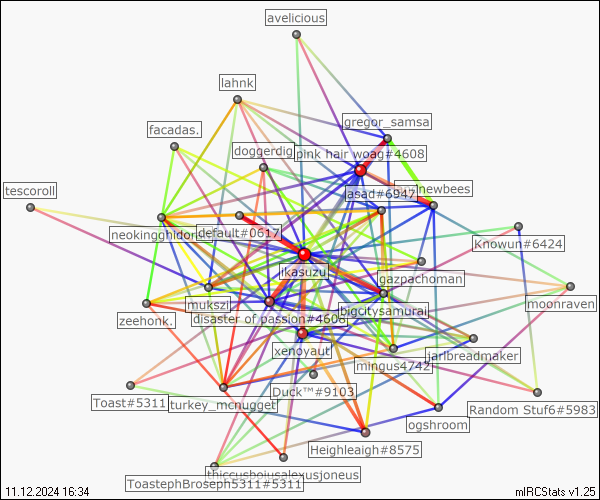 avelicious
lahnk
gregor_samsa
facadas.
doggerdig
pink hair woag#4608
tescoroll
asad#6947
newbees
neokingghidor
default#0617
Knowun#6424
ikasuzu
gazpachoman
mukszi
moonraven
zeehonk.
disaster of passion#4608
bigcitysamurai
xenoyaut
mingus4742
jarlbreadmaker
Toast#5311
turkey_mcnugget
Duck™#9103
Random Stuf6#5983
ogshroom
Heighleaigh#8575
thiccusboiusalexusjoneus
ToastephBroseph5311#5311
11.12.2024 16:34
mIRCStats v1.25